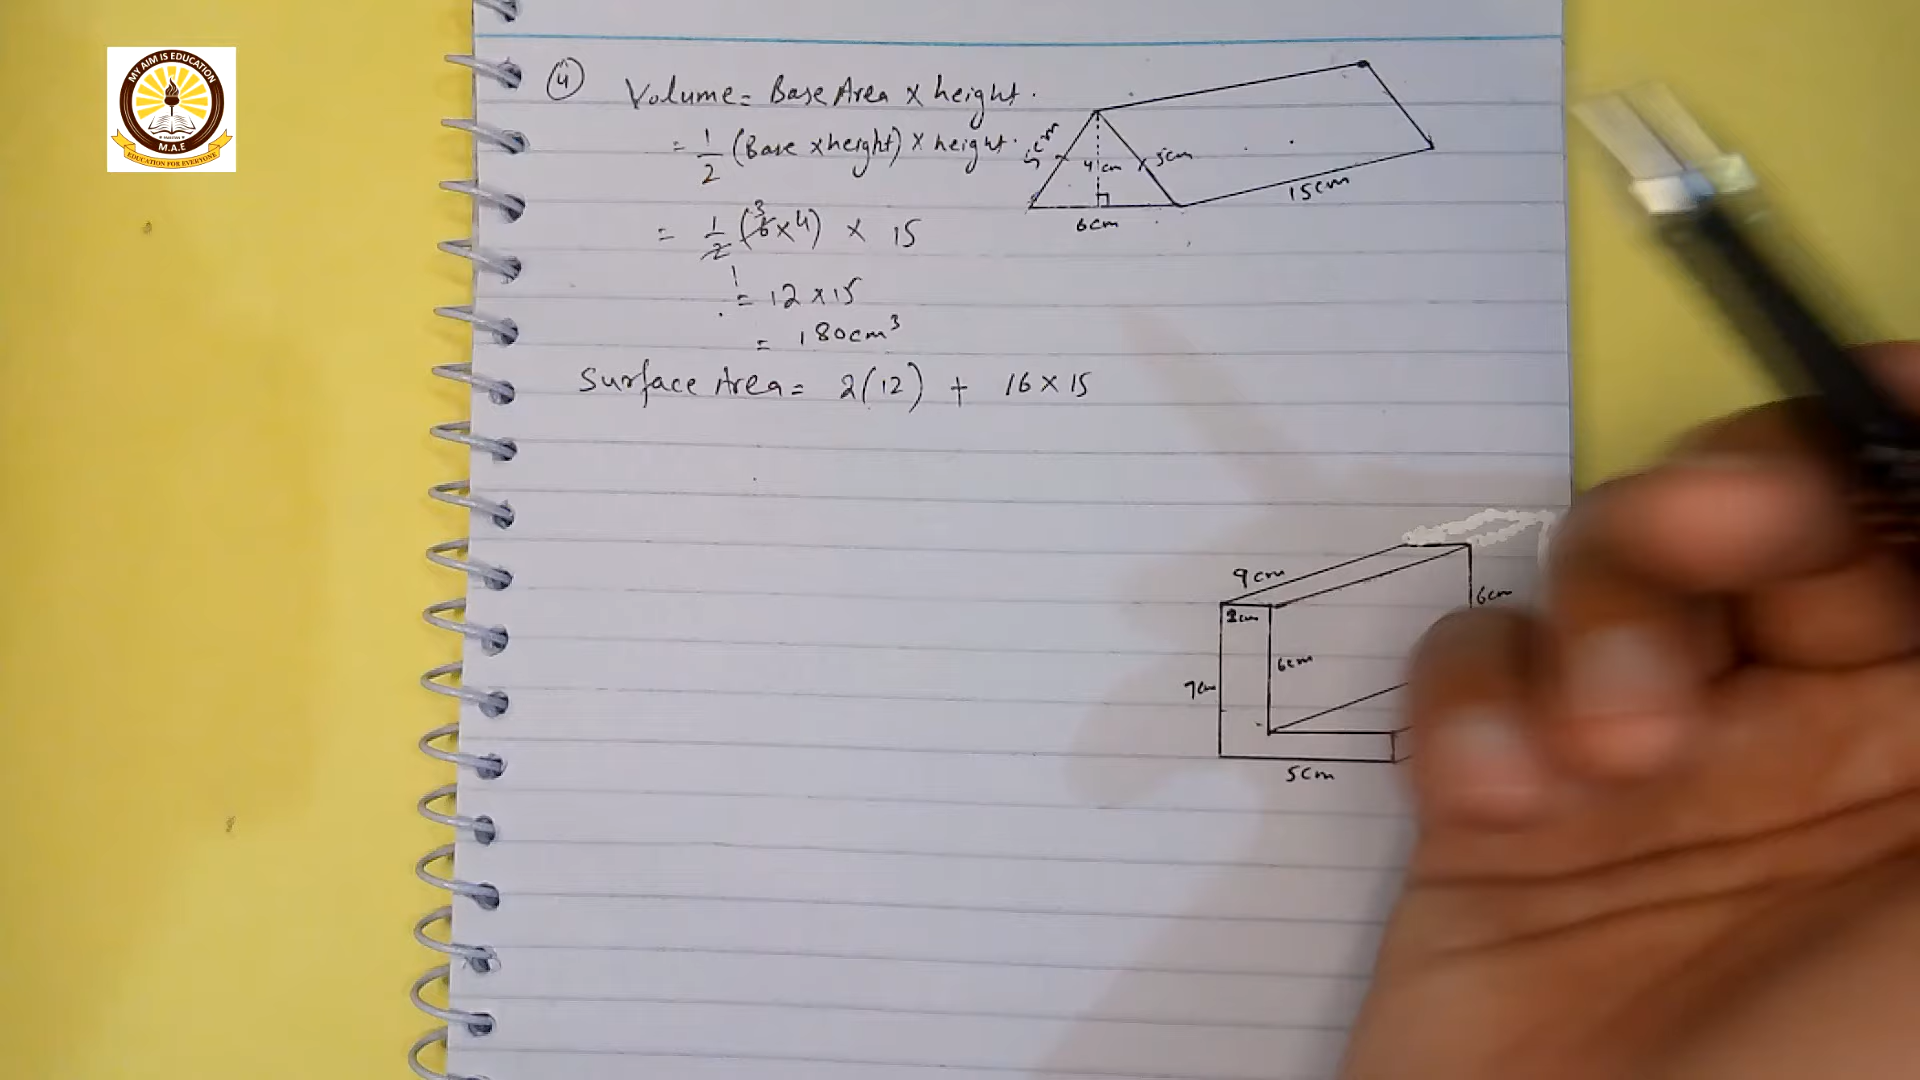 MY AIM IS EDUCATION
M.A.E
EDUCATION FOR EVERYONE
4 Volume = Base Area × height.
= 1/2 (Base × height) × height.
= 1/2 (6 × 4) × 15
3
1
= 12 × 15
= 180cm³
Surface Area = 2(12) + 16 × 15
5cm
4cm
5cm
15cm
6cm
9cm
2cm
6cm
6cm
7cm
5cm